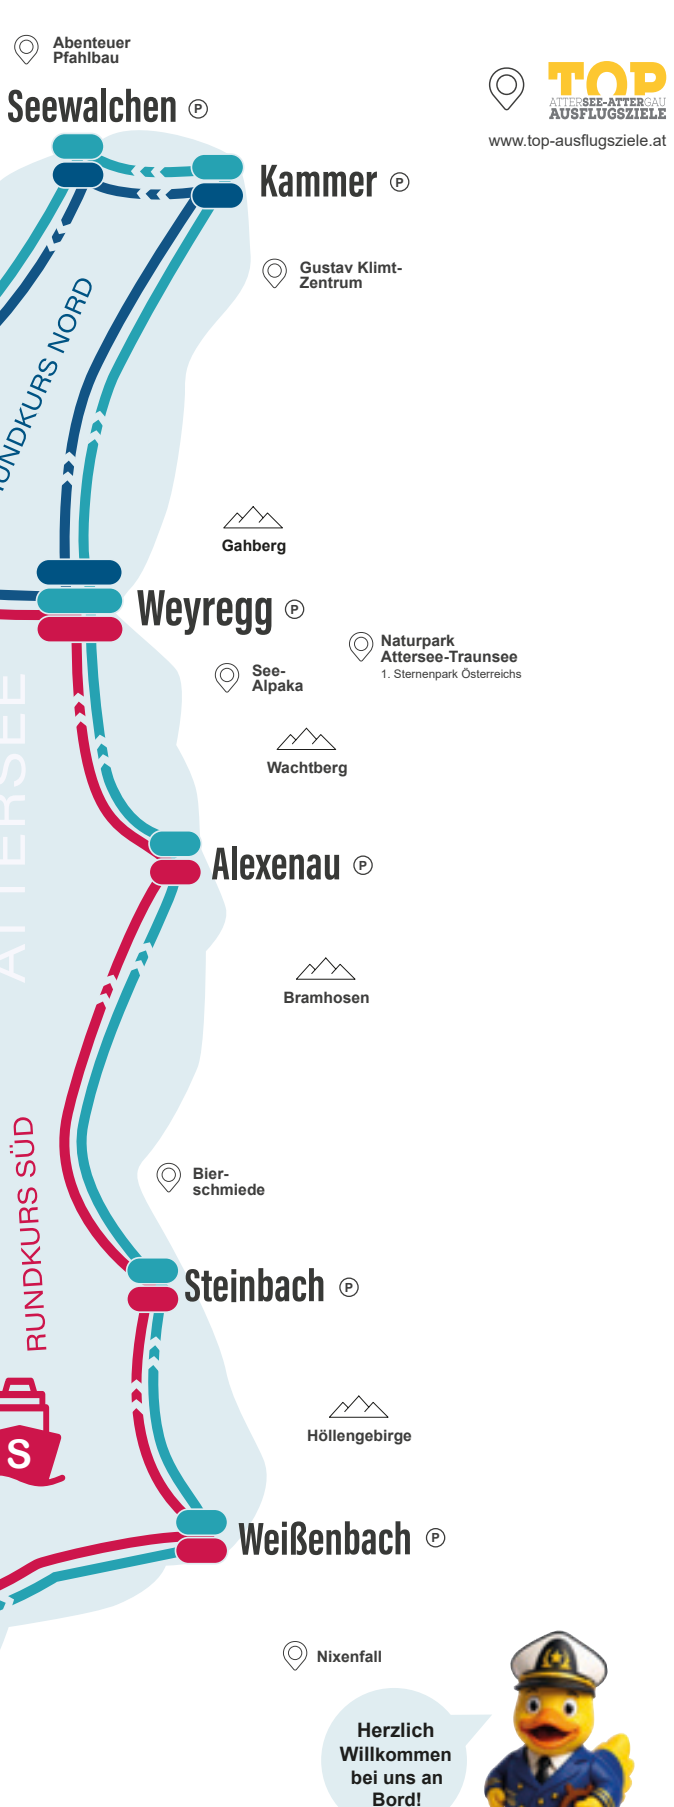 Abenteuer
Pfahlbau
Seewalchen P
TOP
ATTERSEE-ATTERGAU
AUSFLUGSZIELE
www.top-ausflugsziele.at
Kammer P
Gustav Klimt-
Zentrum
NORD
Gahberg
Weyregg P
Naturpark
Attersee-Traunsee
1. Sternenpark Österreichs
See-
Alpaka
Wachtberg
ATTERSEE
Alexenau P
Bramhosen
RUNDKURS SÜD
Bier-
schmiede
Steinbach P
S
Höllengebirge
Weißenbach P
Nixenfall
Herzlich
Willkommen
bei uns an
Bord!